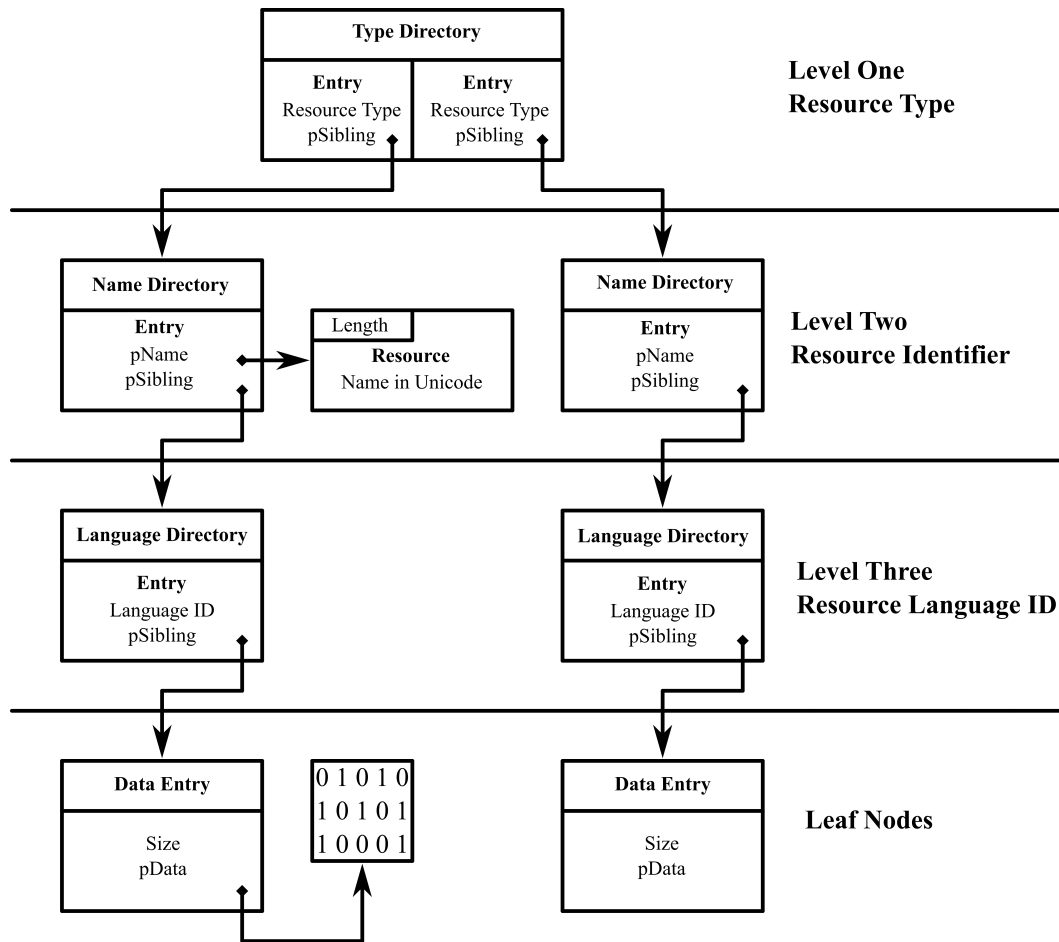 Type Directory
Entry
Resource Type
pSibling
Entry
Resource Type
pSibling
Level One
Resource Type
Name Directory
Entry
pName
pSibling
Length
Resource
Name in Unicode
Name Directory
Entry
pName
pSibling
Level Two
Resource Identifier
Language Directory
Entry
Language ID
pSibling
Language Directory
Entry
Language ID
pSibling
Level Three
Resource Language ID
Data Entry
Size
pData
0 1 0 1 0
1 0 1 0 1
1 0 0 0 1
Data Entry
Size
pData
Leaf Nodes